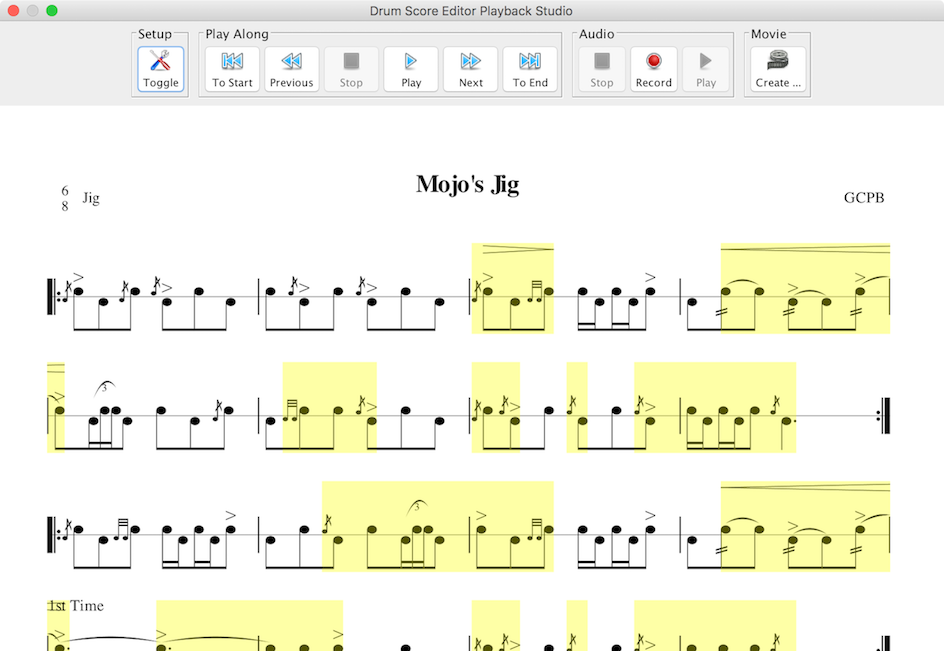 Drum Score Editor Playback Studio
Setup Play Along Audio Movie
Toggle To Start Previous Stop Play Next To End Stop Record Play Create ...
Mojo's Jig
6
8 Jig GCPB
3
3
1st Time